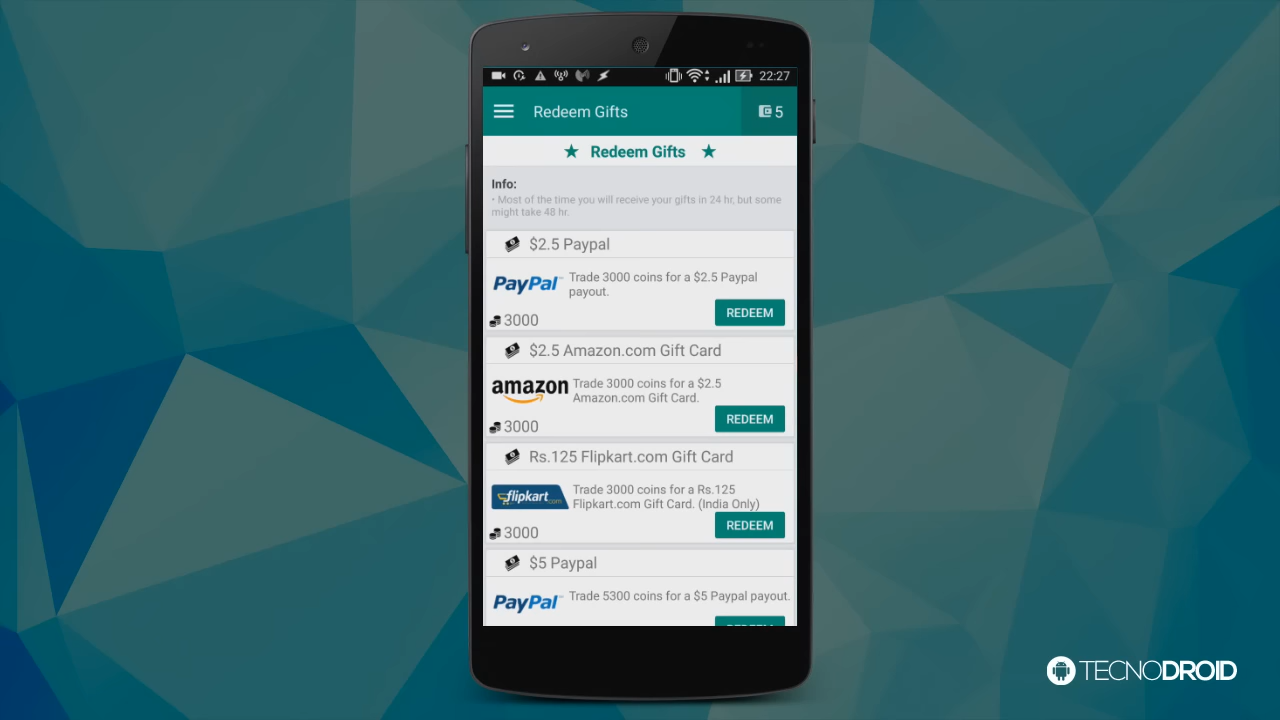 22:27
Redeem Gifts
5
★ Redeem Gifts ★
Info:
• Most of the time you will receive your gifts in 24 hr, but some
might take 48 hr.
$2.5 Paypal
PayPal™
Trade 3000 coins for a $2.5 Paypal
payout.
REDEEM
3000
$2.5 Amazon.com Gift Card
amazon
Trade 3000 coins for a $2.5
Amazon.com Gift Card.
REDEEM
3000
Rs.125 Flipkart.com Gift Card
flipkart.com
Trade 3000 coins for a Rs.125
Flipkart.com Gift Card. (India Only)
REDEEM
3000
$5 Paypal
PayPal™
Trade 5300 coins for a $5 Paypal payout.
REDEEM
TECNODROID